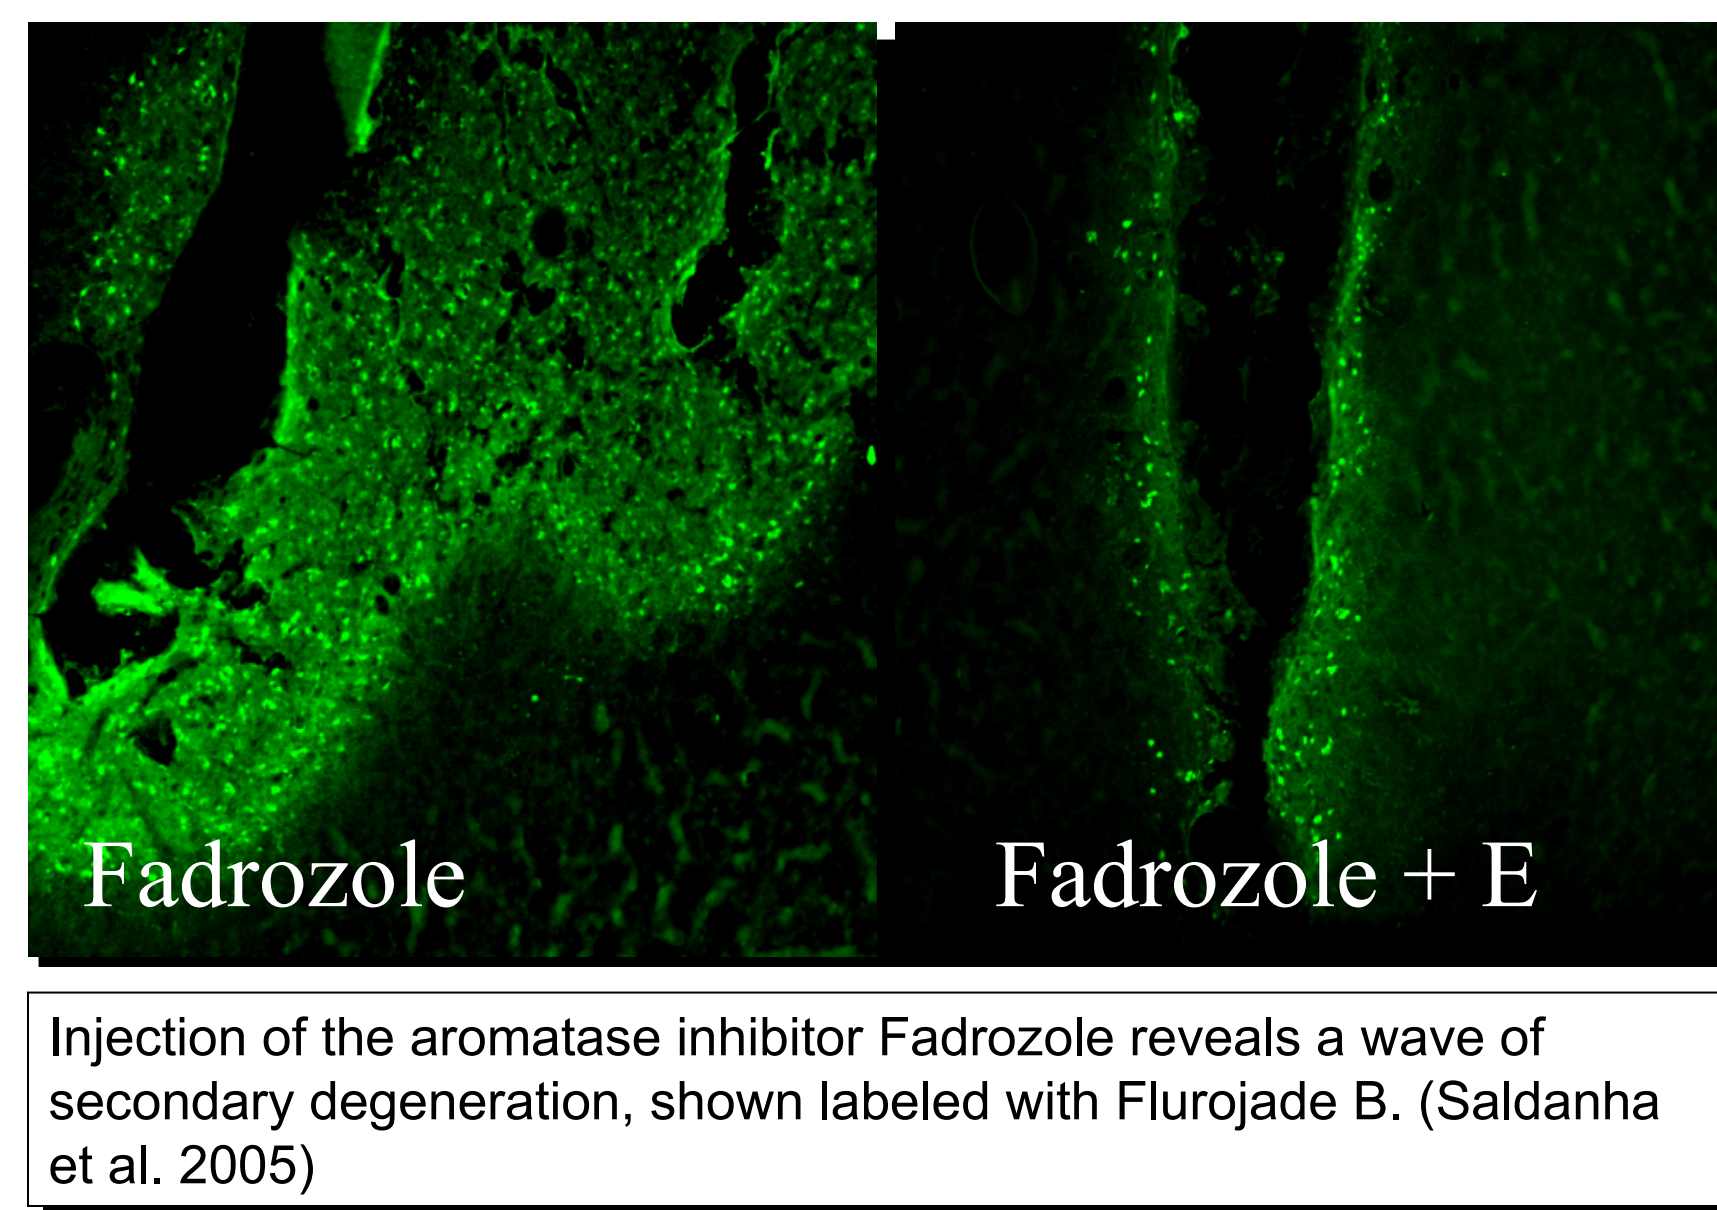 Fadrozole
Fadrozole + E
Injection of the aromatase inhibitor Fadrozole reveals a wave of
secondary degeneration, shown labeled with Flurojade B. (Saldanha
et al. 2005)